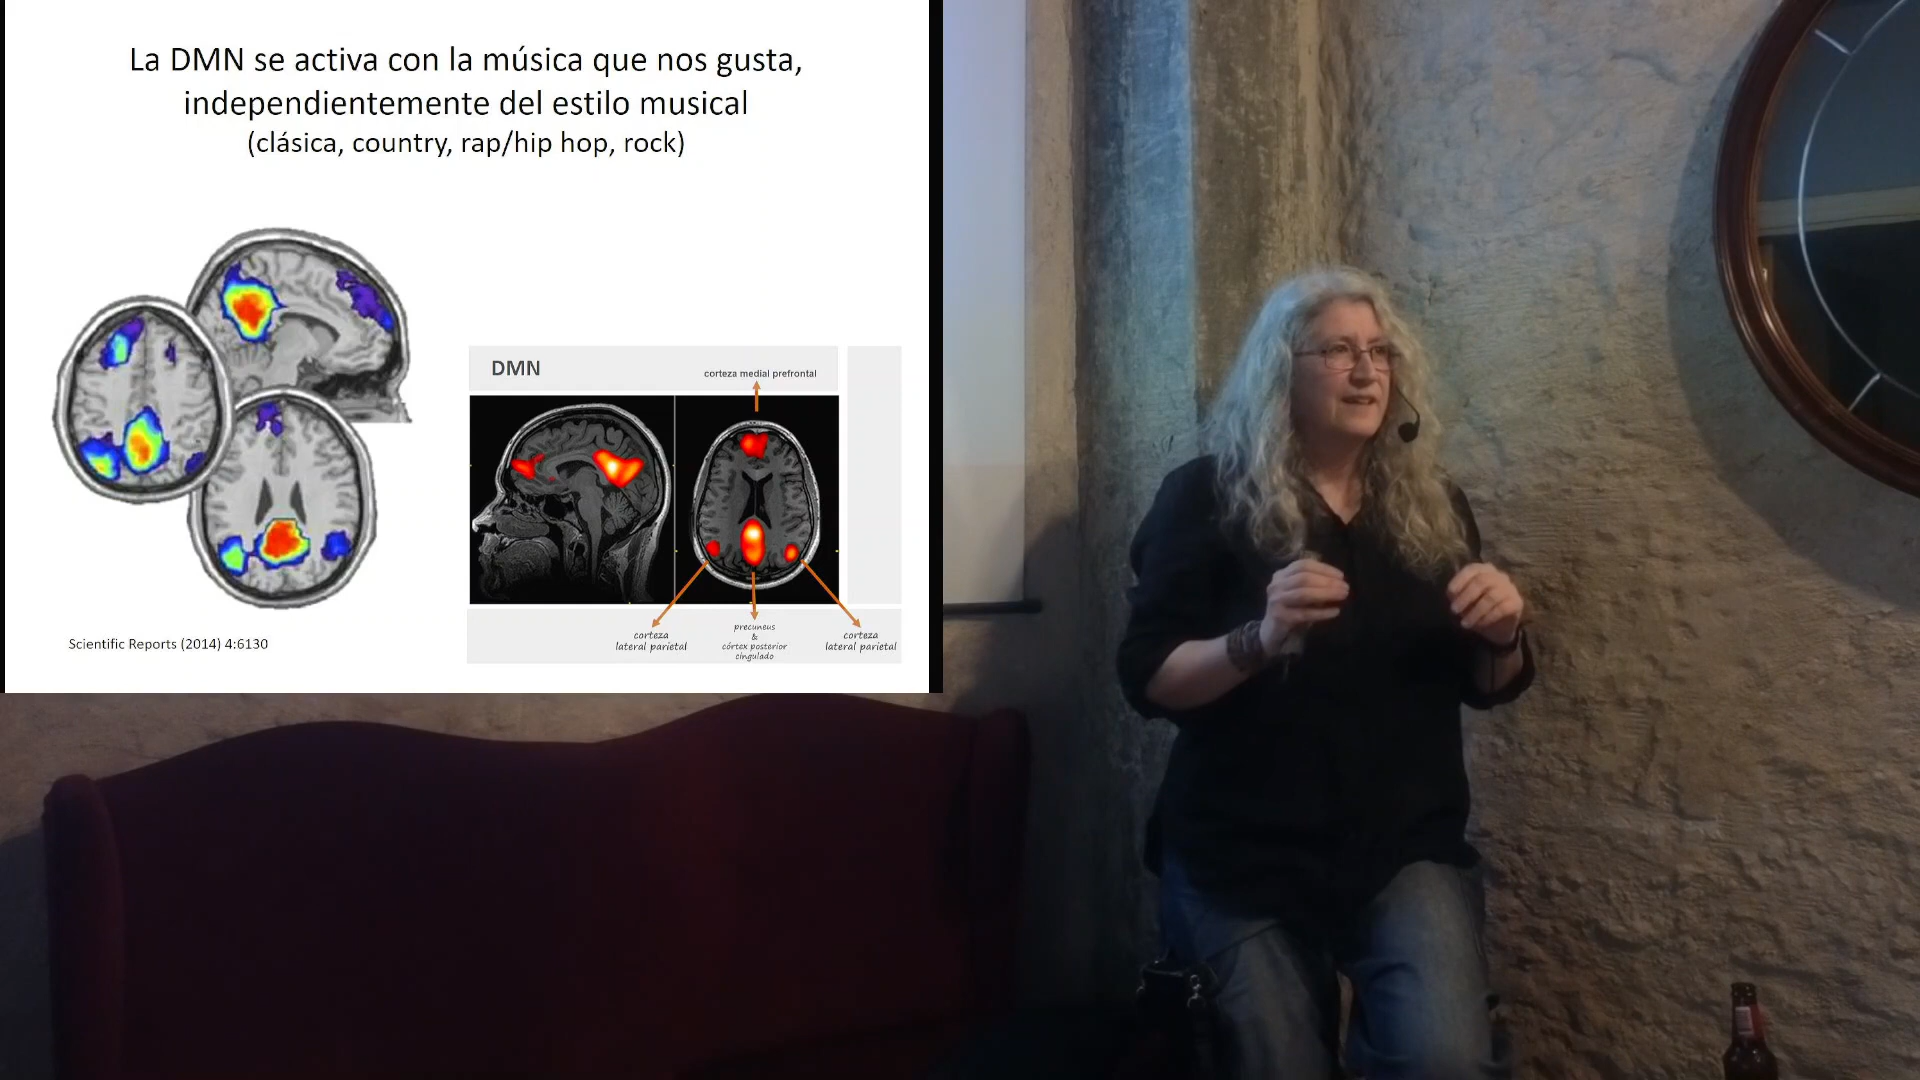 La DMN se activa con la música que nos gusta,
independientemente del estilo musical
(clásica, country, rap/hip hop, rock)
DMN
corteza medial prefrontal
corteza
lateral parietal
precuneus
&
córtex posterior
cingulado
corteza
lateral parietal
Scientific Reports (2014) 4:6130